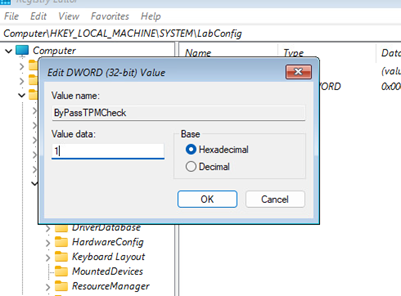 Registry Editor
File Edit View Favorites Help
Computer\HKEY_LOCAL_MACHINE\SYSTEM\LabConfig
Computer
Name Type Data
Edit DWORD (32-bit) Value
Value name:
ByPassTPMCheck
Value data:
1
Base
Hexadecimal
Decimal
OK Cancel
(valu
WORD 0x00
DriverDatabase
HardwareConfig
Keyboard Layout
MountedDevices
ResourceManager